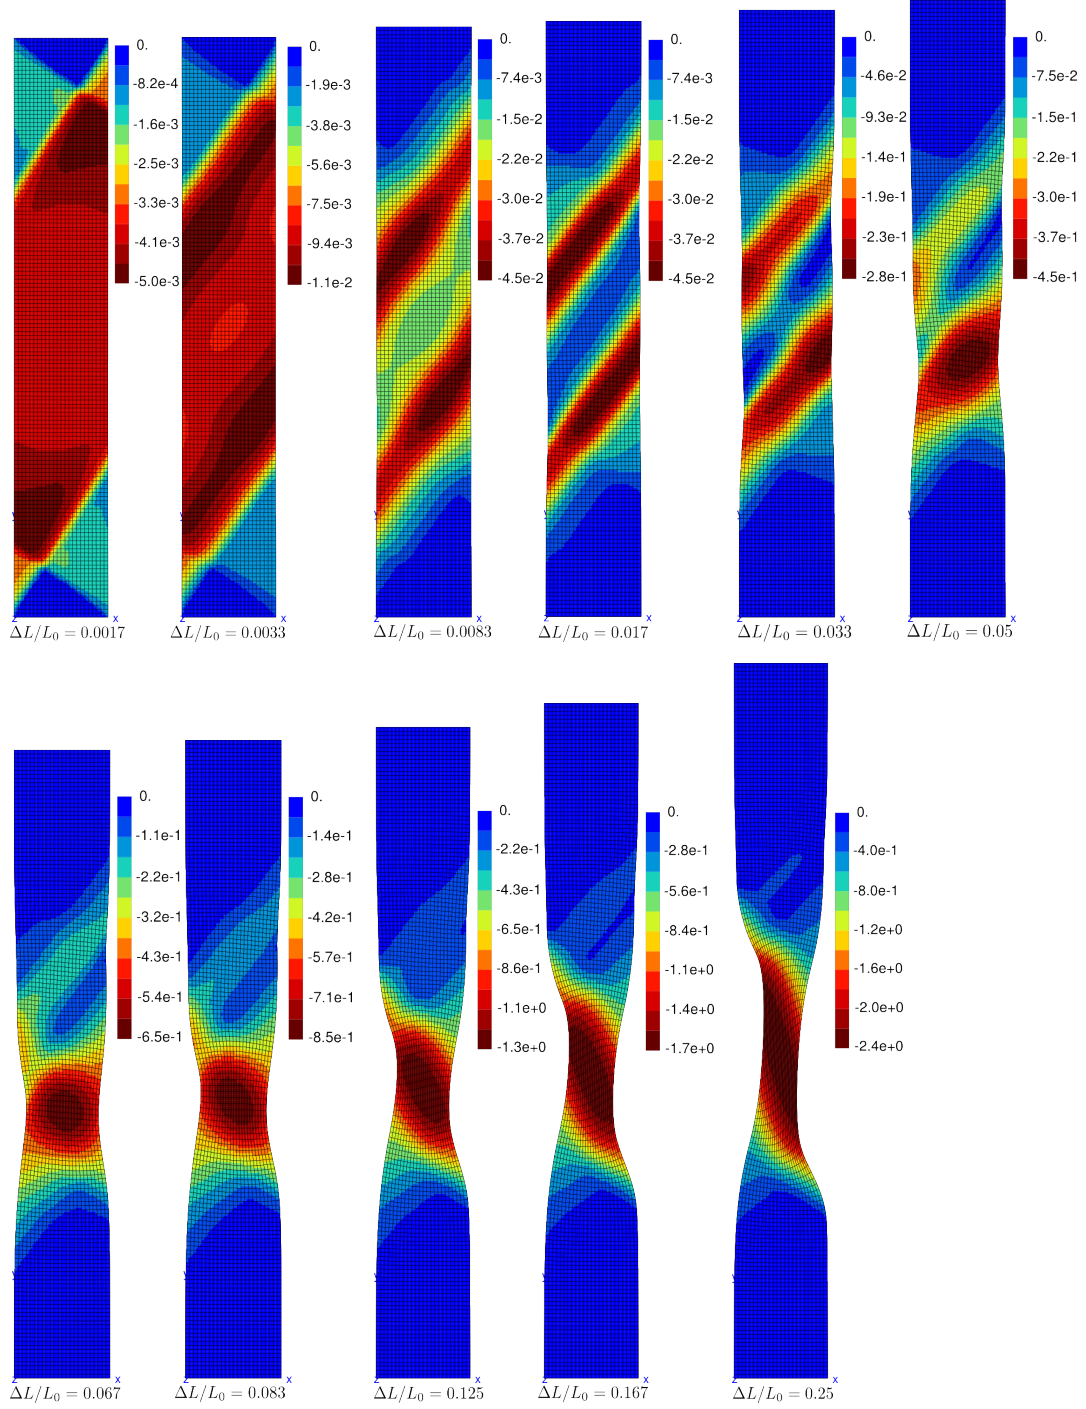 0.
-8.2e-4
-1.6e-3
-2.5e-3
-3.3e-3
-4.1e-3
-5.0e-3
y
z x
ΔL/L₀ = 0.0017
0.
-1.9e-3
-3.8e-3
-5.6e-3
-7.5e-3
-9.4e-3
-1.1e-2
y
z x
ΔL/L₀ = 0.0033
0.
-7.4e-3
-1.5e-2
-2.2e-2
-3.0e-2
-3.7e-2
-4.5e-2
y
z x
ΔL/L₀ = 0.0083
0.
-7.4e-3
-1.5e-2
-2.2e-2
-3.0e-2
-3.7e-2
-4.5e-2
y
z x
ΔL/L₀ = 0.017
0.
-4.6e-2
-9.3e-2
-1.4e-1
-1.9e-1
-2.3e-1
-2.8e-1
y
z x
ΔL/L₀ = 0.033
0.
-7.5e-2
-1.5e-1
-2.2e-1
-3.0e-1
-3.7e-1
-4.5e-1
y
z x
ΔL/L₀ = 0.05
0.
-1.1e-1
-2.2e-1
-3.2e-1
-4.3e-1
-5.4e-1
-6.5e-1
y
z x
ΔL/L₀ = 0.067
0.
-1.4e-1
-2.8e-1
-4.2e-1
-5.7e-1
-7.1e-1
-8.5e-1
y
z x
ΔL/L₀ = 0.083
0.
-2.2e-1
-4.3e-1
-6.5e-1
-8.6e-1
-1.1e+0
-1.3e+0
y
z x
ΔL/L₀ = 0.125
0.
-2.8e-1
-5.6e-1
-8.4e-1
-1.1e+0
-1.4e+0
-1.7e+0
y
z x
ΔL/L₀ = 0.167
0.
-4.0e-1
-8.0e-1
-1.2e+0
-1.6e+0
-2.0e+0
-2.4e+0
y
z x
ΔL/L₀ = 0.25